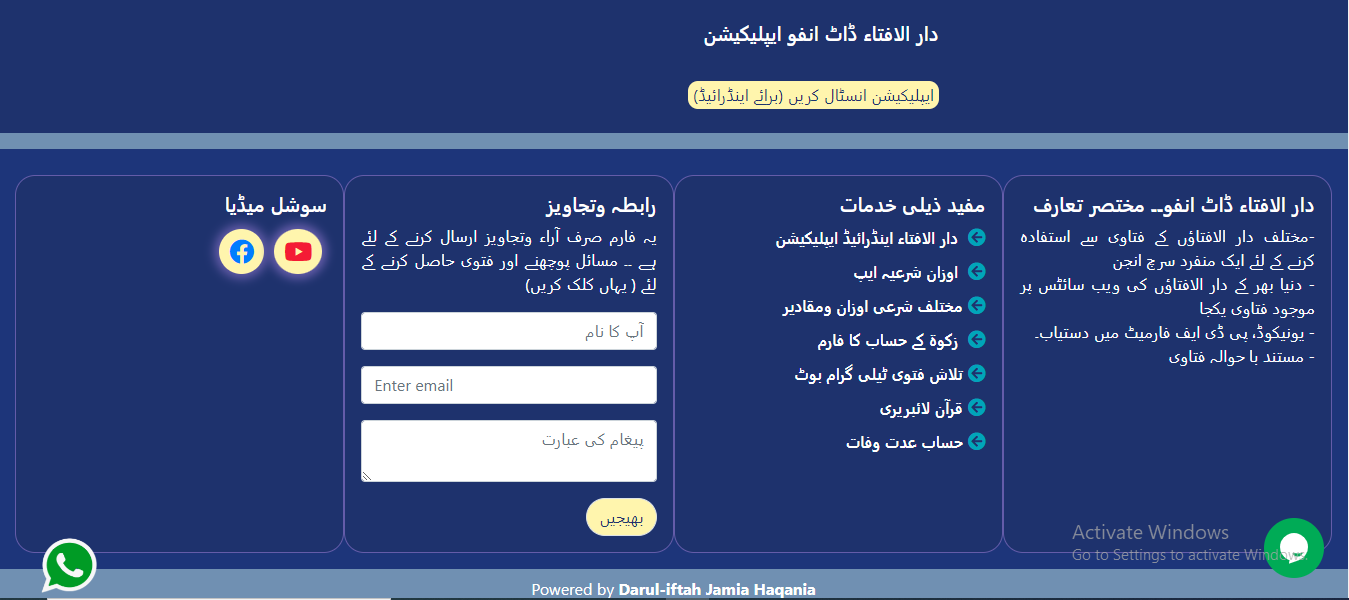 دار الافتاء ڈاٹ انفو ایپلیکیشن
ایپلیکیشن انسٹال کریں (برائے اینڈرائیڈ)
دار الافتاء ڈاٹ انفو۔۔ مختصر تعارف
-مختلف دار الافتاؤں کے فتاوی سے استفادہ
کرنے کے لئے ایک منفرد سرچ انجن
- دنیا بھر کے دار الافتاؤں کی ویب سائٹس پر
موجود فتاوی یکجا
- یونیکوڈ، پی ڈی ایف فارمیٹ میں دستیاب۔
- مستند با حوالہ فتاوی
مفید ذیلی خدمات
دار الافتاء اینڈرائیڈ ایپلیکیشن
اوزان شرعیہ ایپ
مختلف شرعی اوزان ومقادیر
زکوۃ کے حساب کا فارم
تلاش فتوی ٹیلی گرام بوٹ
قرآن لائبریری
حساب عدت وفات
رابطہ وتجاویز
یہ فارم صرف آراء وتجاویز ارسال کرنے کے لئے
ہے ۔۔ مسائل پوچھنے اور فتوی حاصل کرنے کے
لئے ( یہاں کلک کریں)
آپ کا نام
Enter email
پیغام کی عبارت
بھیجیں
سوشل میڈیا
Activate Windows
Go to Settings to activate Windows.
Powered by Darul-iftah Jamia Haqania